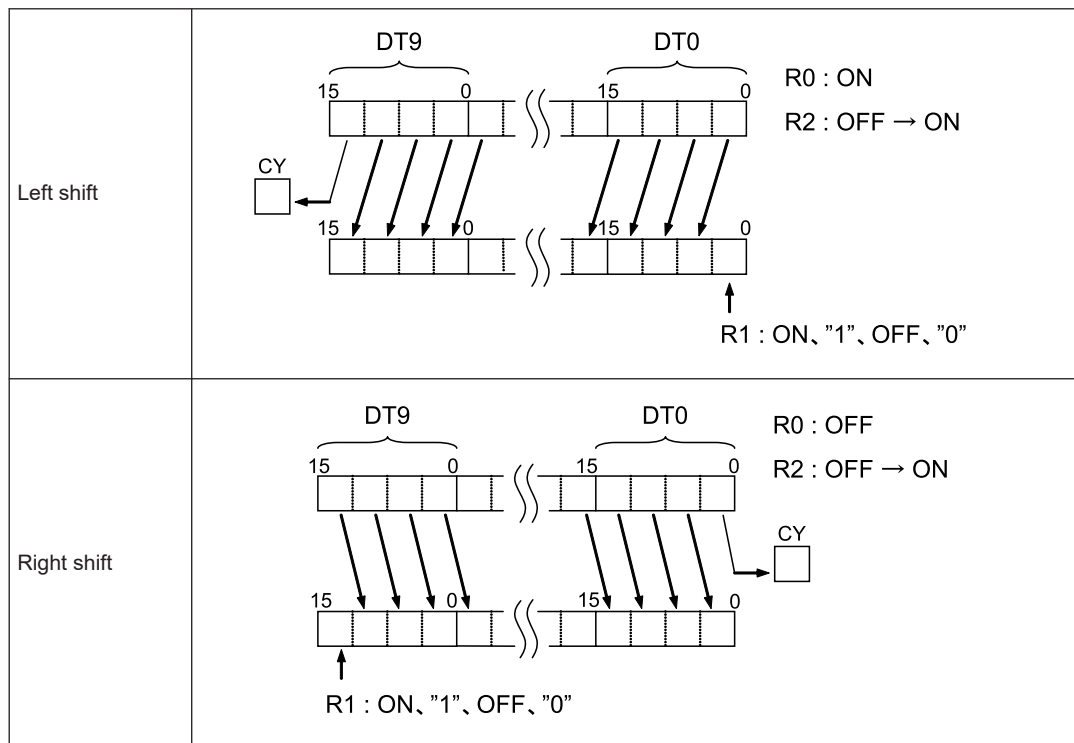 Left shift
DT9 DT0
15 0 15 0
R0 : ON
R2 : OFF → ON
CY
15 0 15 0
R1 : ON、"1"、OFF、"0"
Right shift
DT9 DT0
15 0 15 0
R0 : OFF
R2 : OFF → ON
CY
15 0 15 0
R1 : ON、"1"、OFF、"0"